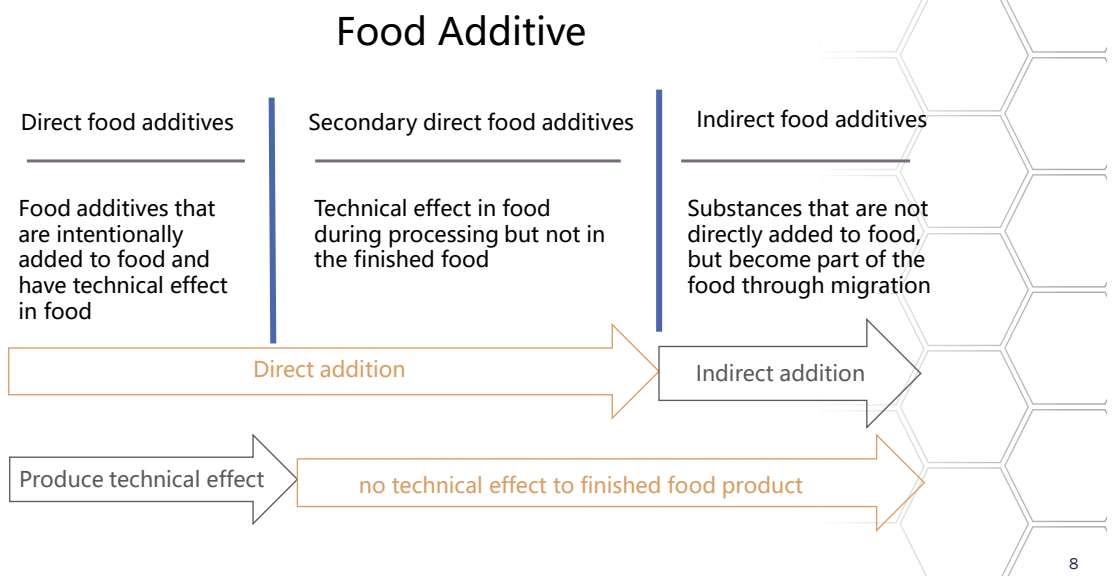 Food Additive
Direct food additives
Food additives that
are intentionally
added to food and
have technical effect
in food
Secondary direct food additives
Technical effect in food
during processing but not in
the finished food
Indirect food additives
Substances that are not
directly added to food,
but become part of the
food through migration
Direct addition
Indirect addition
Produce technical effect
no technical effect to finished food product
8